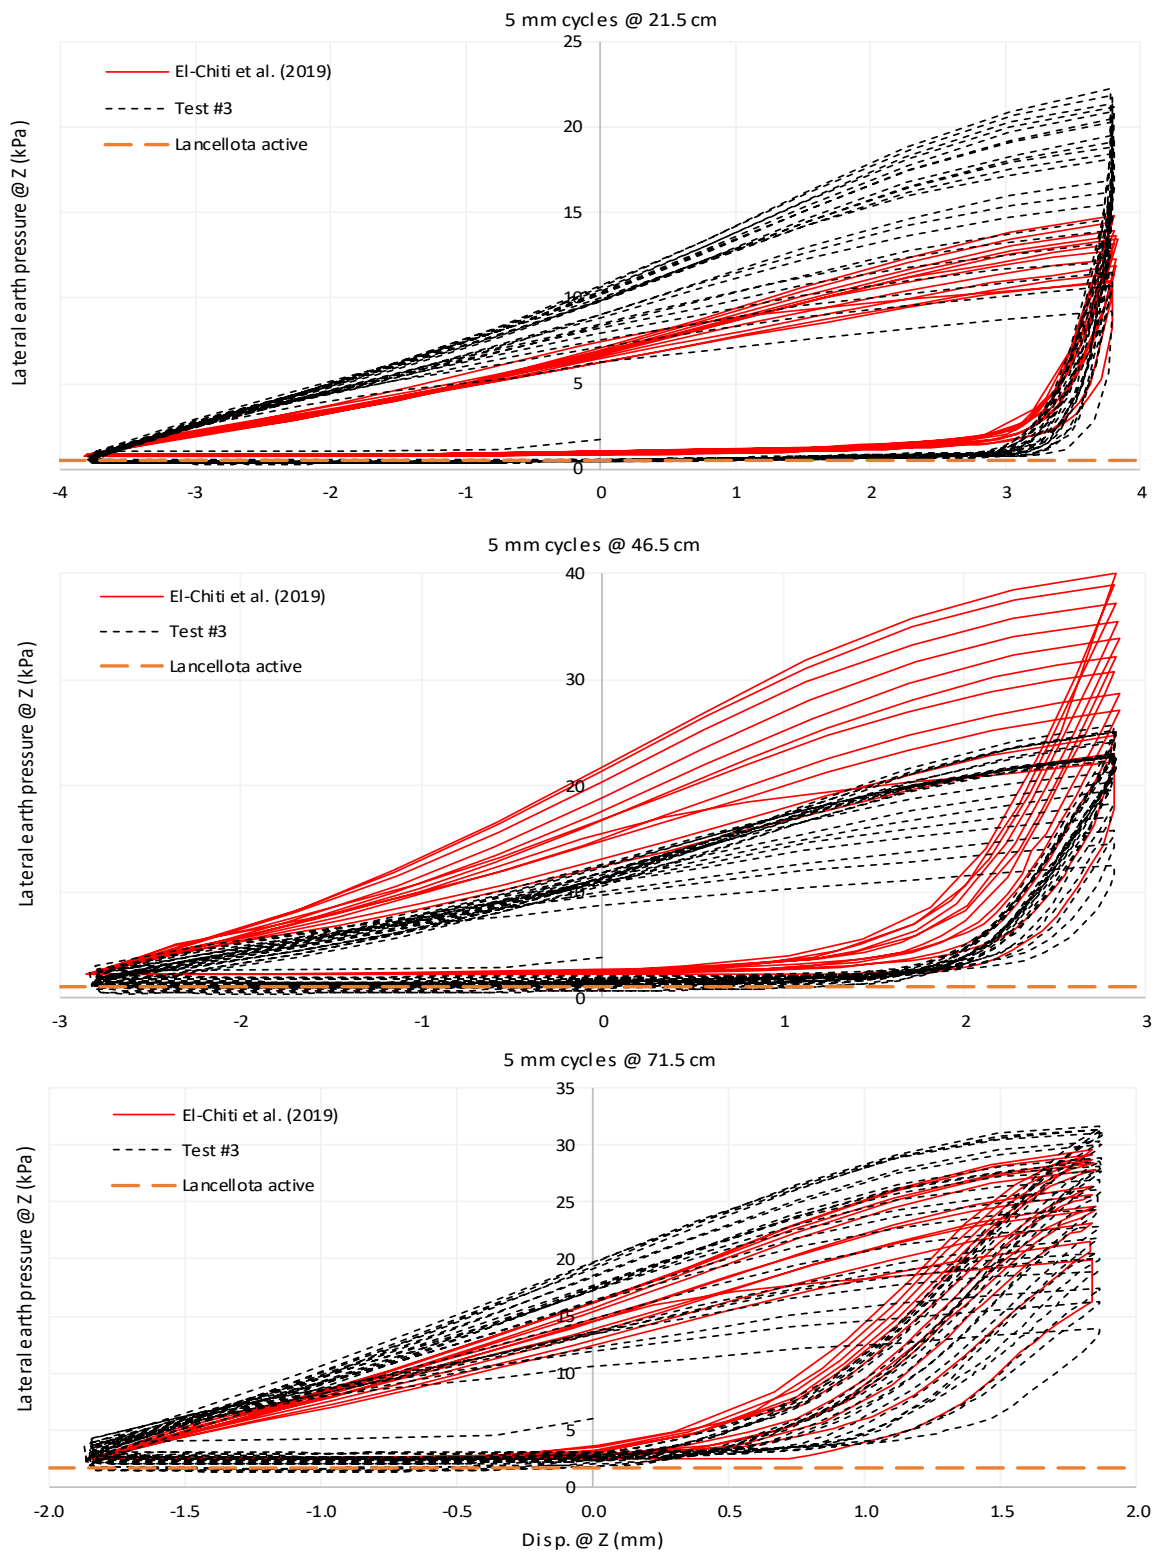 5 mm cycles @ 21.5 cm
25
El-Chiti et al. (2019)
Test #3
Lancellota active
20
15
10
5
0
Lateral earth pressure @ Z (kPa)
-4 -3 -2 -1 0 1 2 3 4
5 mm cycles @ 46.5 cm
40
El-Chiti et al. (2019)
Test #3
Lancellota active
30
20
10
0
Lateral earth pressure @ Z (kPa)
-3 -2 -1 0 1 2 3
5 mm cycles @ 71.5 cm
35
El-Chiti et al. (2019)
Test #3
Lancellota active
30
25
20
15
10
5
0
Lateral earth pressure @ Z (kPa)
-2.0 -1.5 -1.0 -0.5 0.0 0.5 1.0 1.5 2.0
Disp. @ Z (mm)